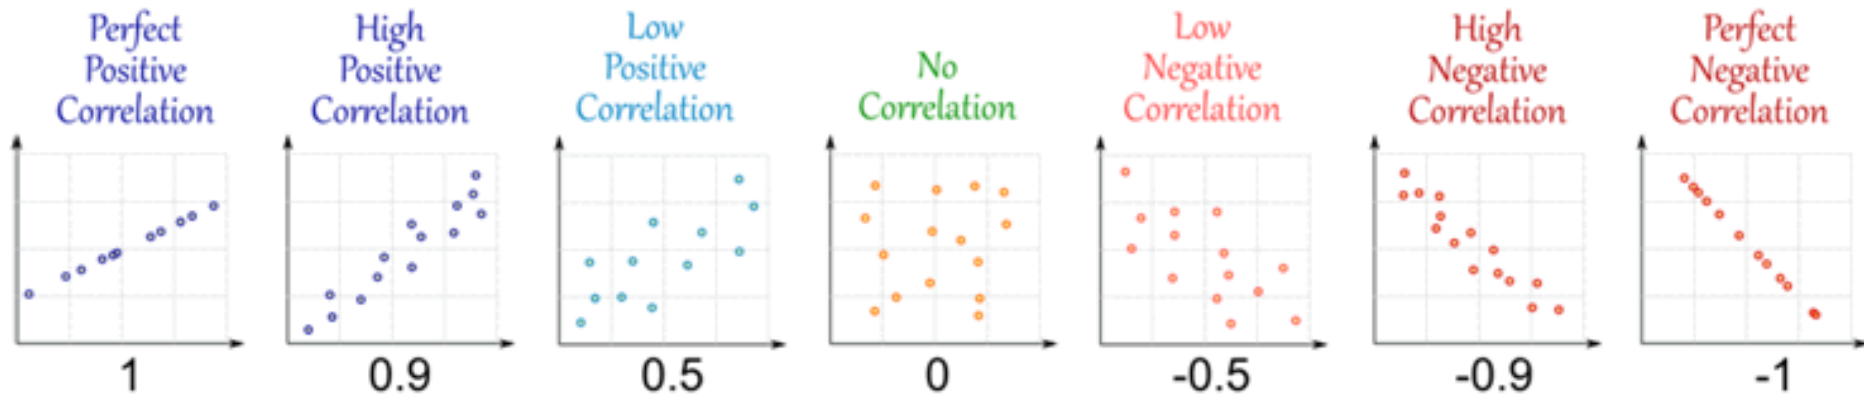 Perfect
Positive
Correlation
High
Positive
Correlation
Low
Positive
Correlation
No
Correlation
Low
Negative
Correlation
High
Negative
Correlation
Perfect
Negative
Correlation
1
0.9
0.5
0
-0.5
-0.9
-1